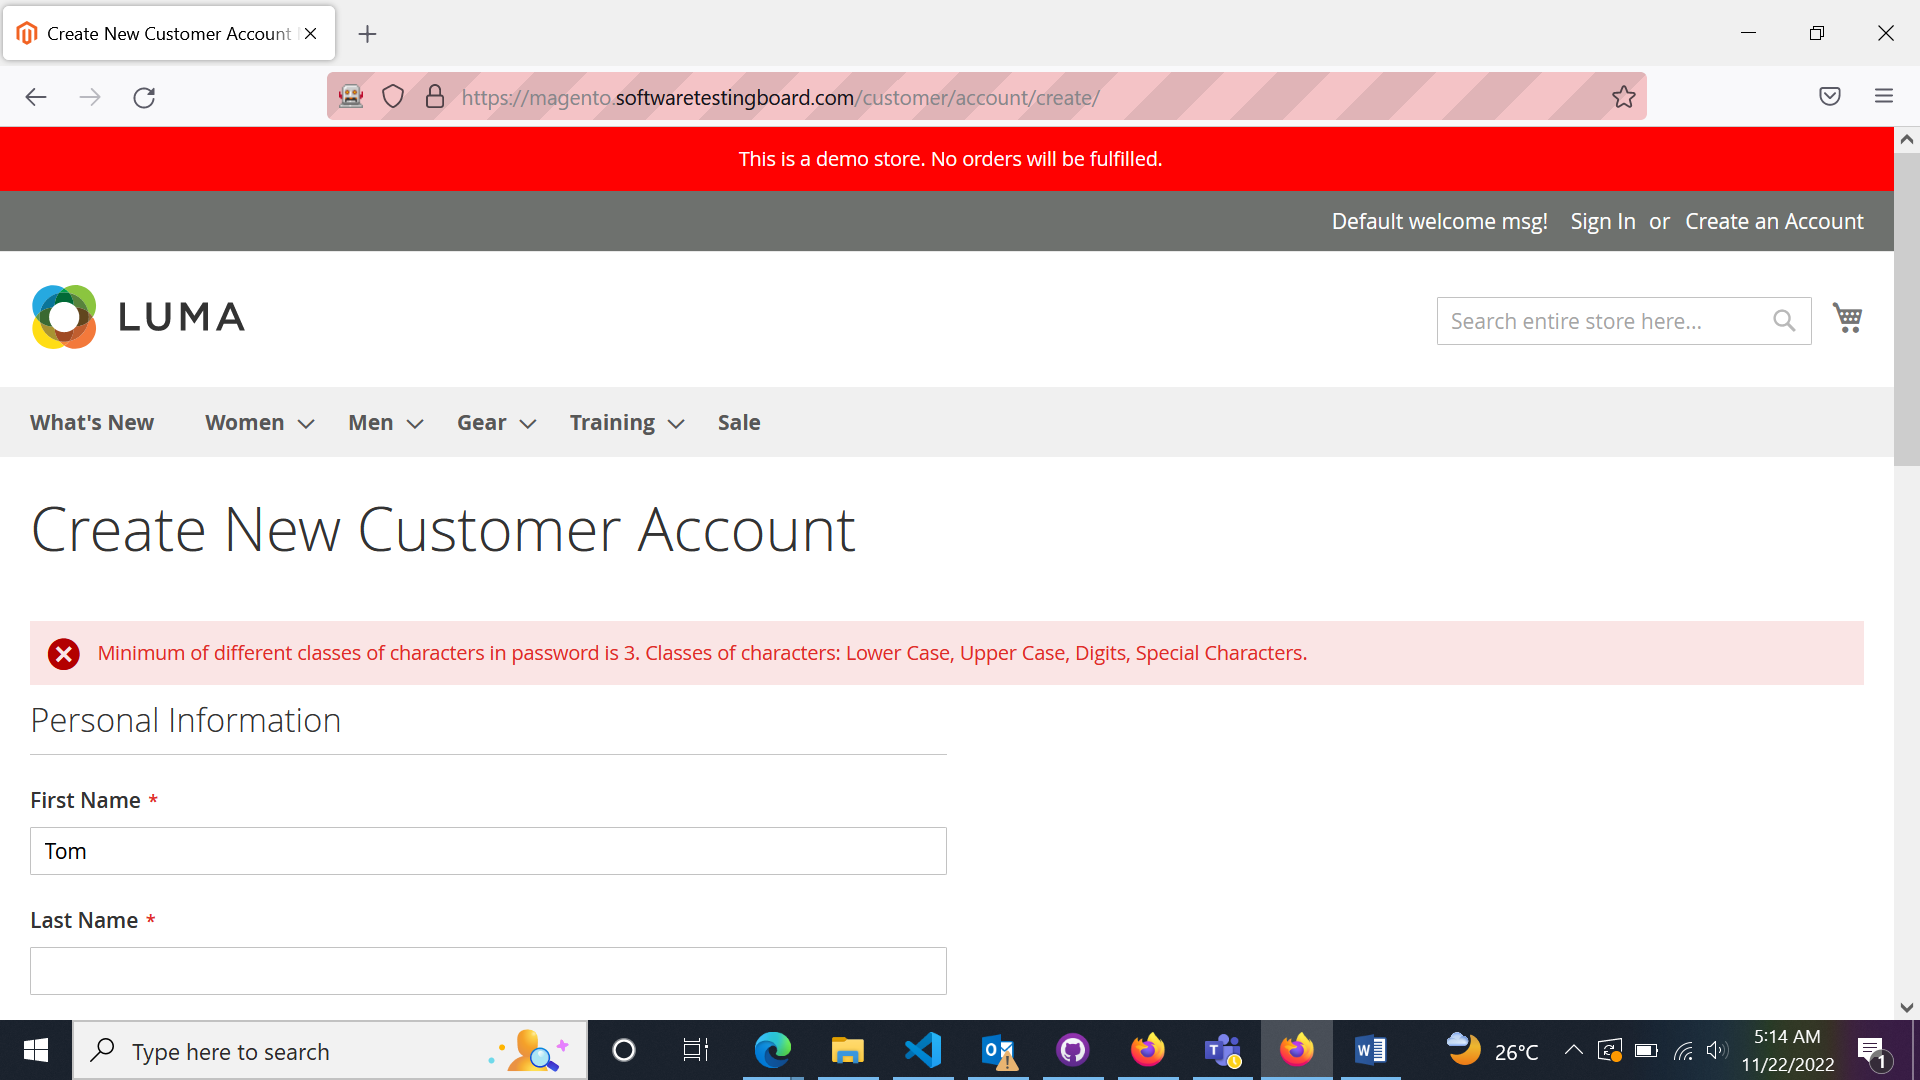 Create New Customer Account
https://magento.softwaretestingboard.com/customer/account/create/
This is a demo store. No orders will be fulfilled.
Default welcome msg! Sign In or Create an Account
LUMA
Search entire store here...
What's New Women Men Gear Training Sale
Create New Customer Account
Minimum of different classes of characters in password is 3. Classes of characters: Lower Case, Upper Case, Digits, Special Characters.
Personal Information
First Name *
Tom
Last Name *
Type here to search
26°C
5:14 AM
11/22/2022
1